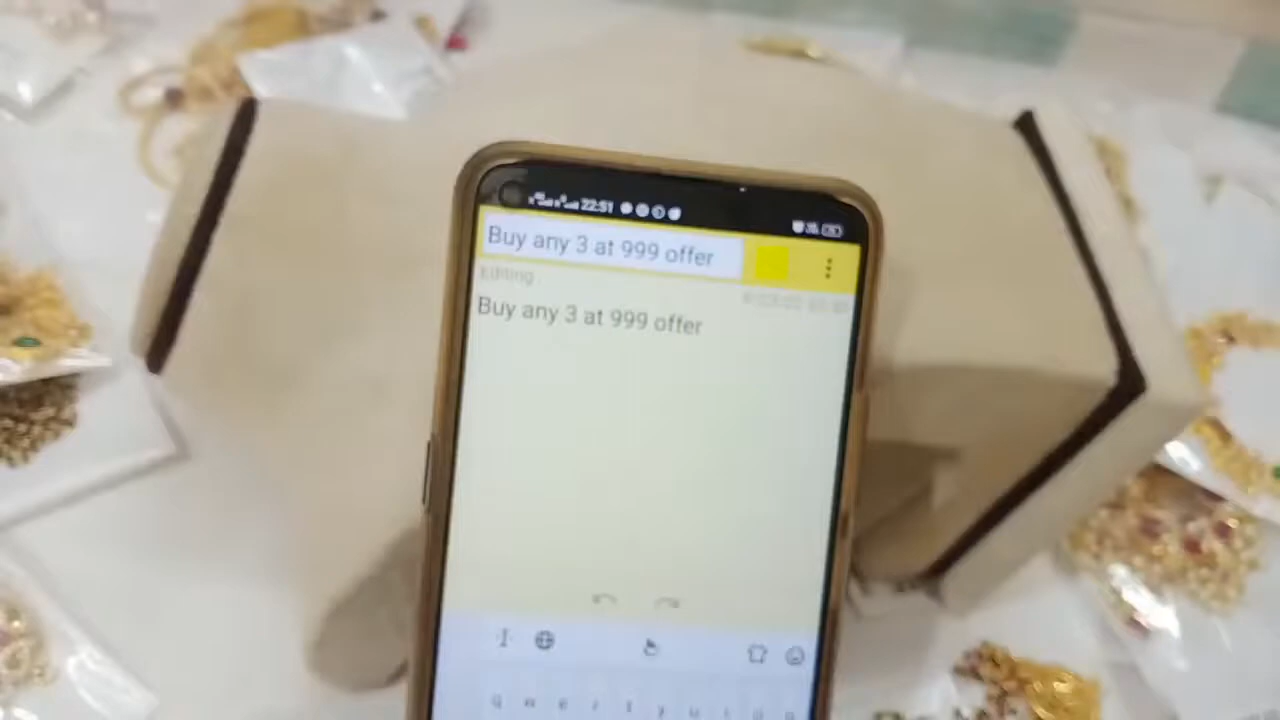 22:51
Buy any 3 at 999 offer
Editing
Buy any 3 at 999 offer
q w e r t y u i o p